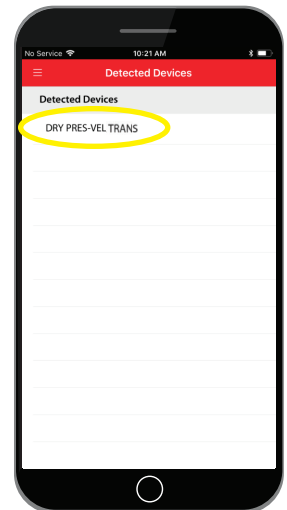 No Service 10:21 AM
Detected Devices
Detected Devices
DRY PRES-VEL TRANS